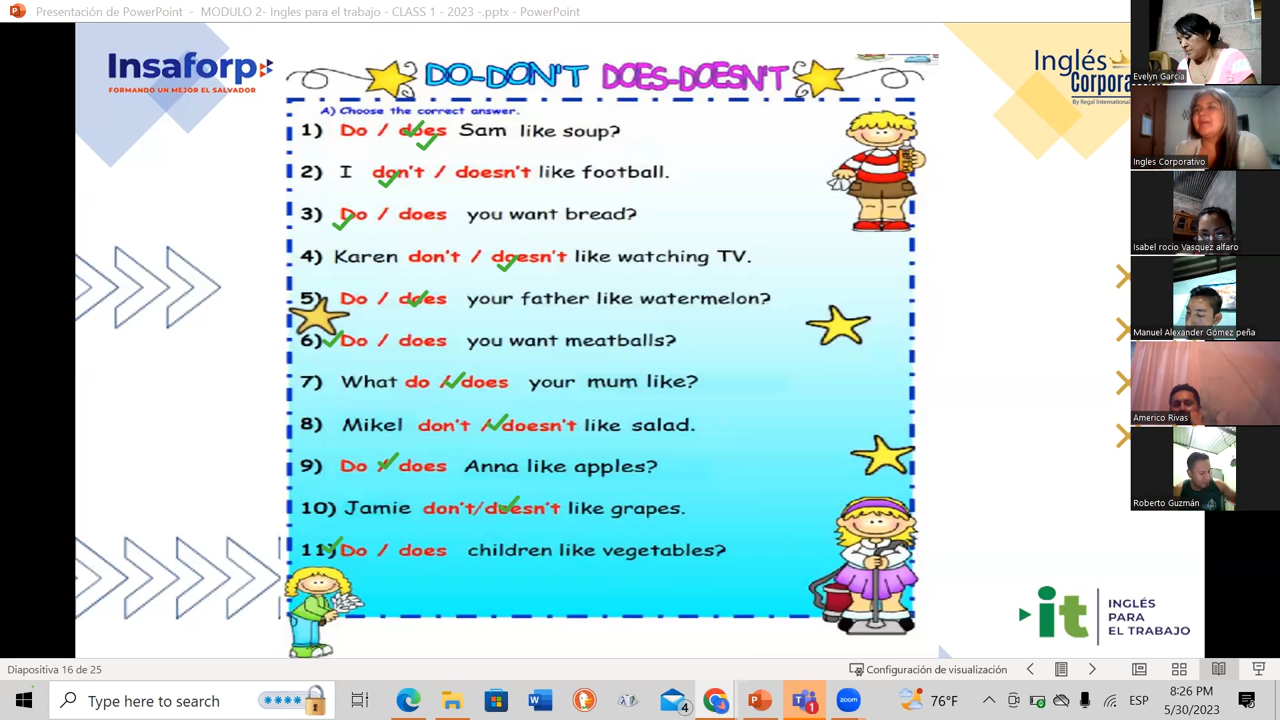 Presentación de PowerPoint - MODULO 2- Ingles para el trabajo - CLASS 1 - 2023 -.pptx - PowerPoint
Insaforp
FORMANDO UN MEJOR EL SALVADOR
DO-DON'T DOES-DOESN'T
Inglés
Corpora
By Regal International
A) Choose the correct answer.
1) Do / does Sam like soup?
2) I don't / doesn't like football.
3) Do / does you want bread?
4) Karen don't / doesn't like watching TV.
5) Do / does your father like watermelon?
6) Do / does you want meatballs?
7) What do / does your mum like?
8) Mikel don't / doesn't like salad.
9) Do / does Anna like apples?
10) Jamie don't/doesn't like grapes.
11) Do / does children like vegetables?
Evelyn Garcia
Ingles Corporativo
Isabel rocio Vasquez alfaro
Manuel Alexander Gómez peña
Americo Rivas
Roberto Guzmán
it
INGLÉS
PARA
EL TRABAJO
Diapositiva 16 de 25
Configuración de visualización
Type here to search
4
1
zoom
76°F
ESP
8:26 PM
5/30/2023